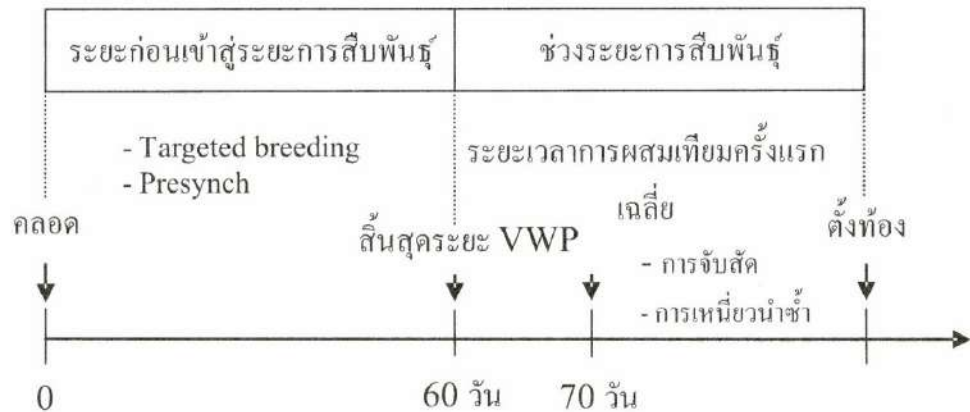 ระยะก่อนเข้าสู่ระยะการสืบพันธุ์ ช่วงระยะการสืบพันธุ์
- Targeted breeding
- Presynch
ระยะเวลาการผสมเทียมครั้งแรก
เฉลี่ย
คลอด
สิ้นสุดระยะ VWP
ตั้งท้อง
- การจับสัด
- การเหนี่ยวนำซ้ำ
0 60 วัน 70 วัน